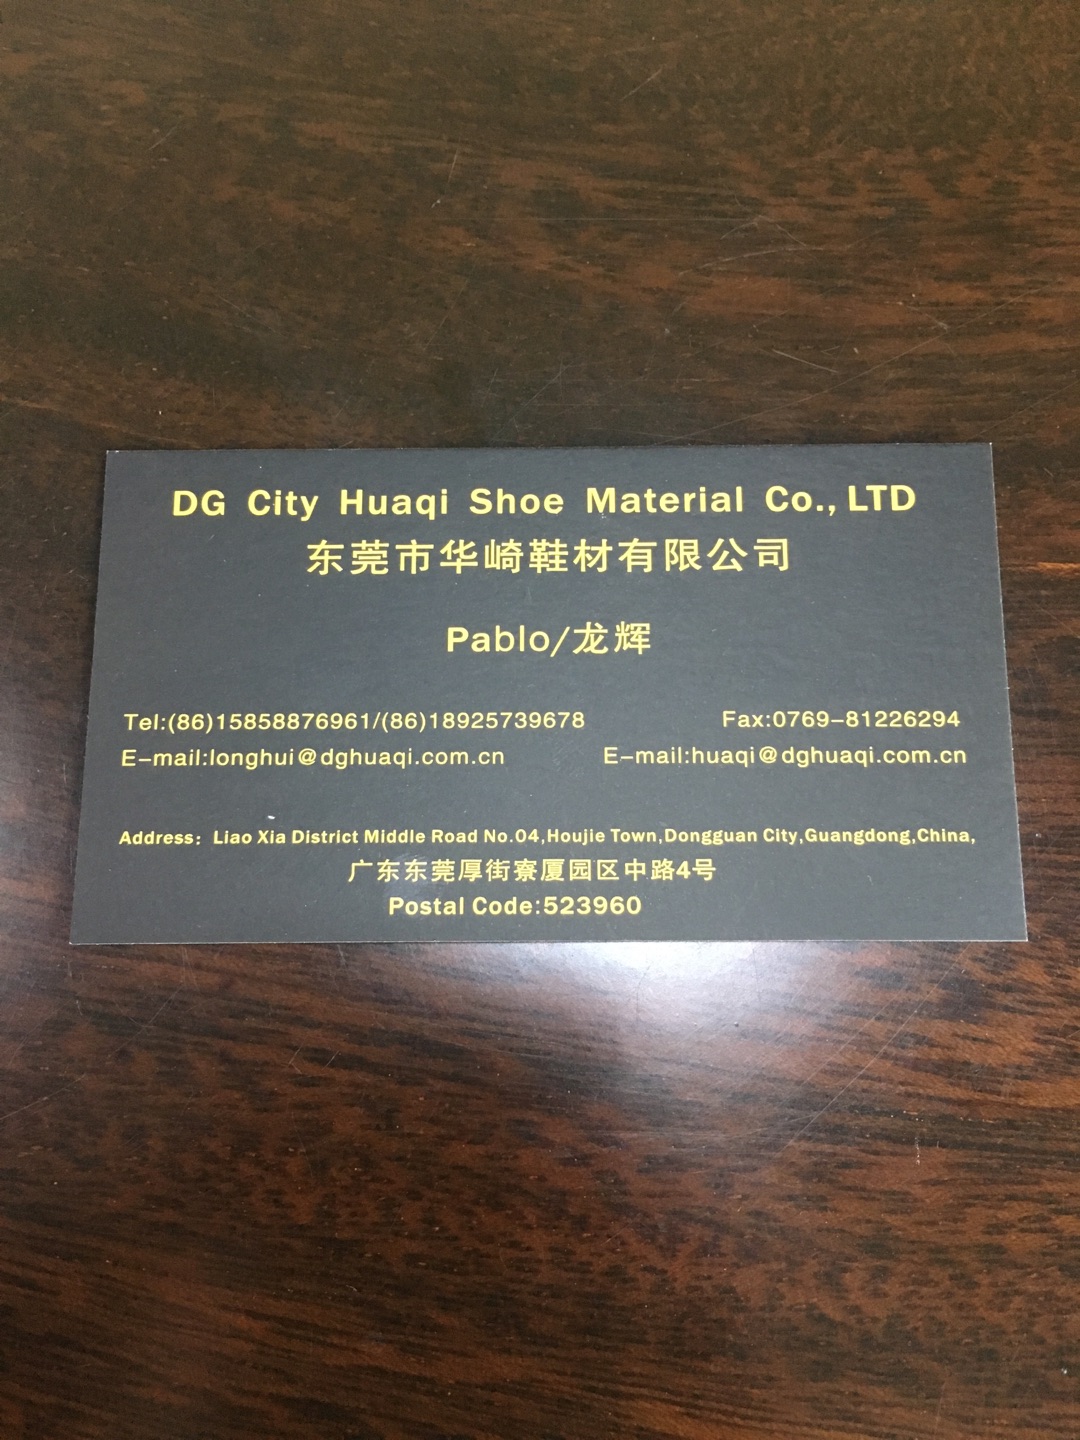 DG City Huaqi Shoe Material Co., LTD
东莞市华崎鞋材有限公司
Pablo/龙辉
Tel:(86)15858876961/(86)18925739678 Fax:0769-81226294
E-mail:longhui@dghuaqi.com.cn E-mail:huaqi@dghuaqi.com.cn
Address: Liao Xia District Middle Road No.04,Houjie Town,Dongguan City,Guangdong,China,
广东东莞厚街寮厦园区中路4号
Postal Code:523960